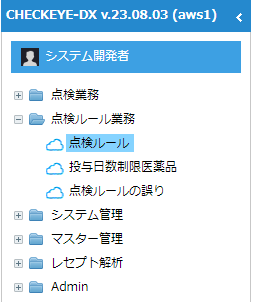 CHECKEYE-DX v.23.08.03 (aws1)
システム開発者
点検業務
点検ルール業務
点検ルール
投与日数制限医薬品
点検ルールの誤り
システム管理
マスター管理
レセプト解析
Admin